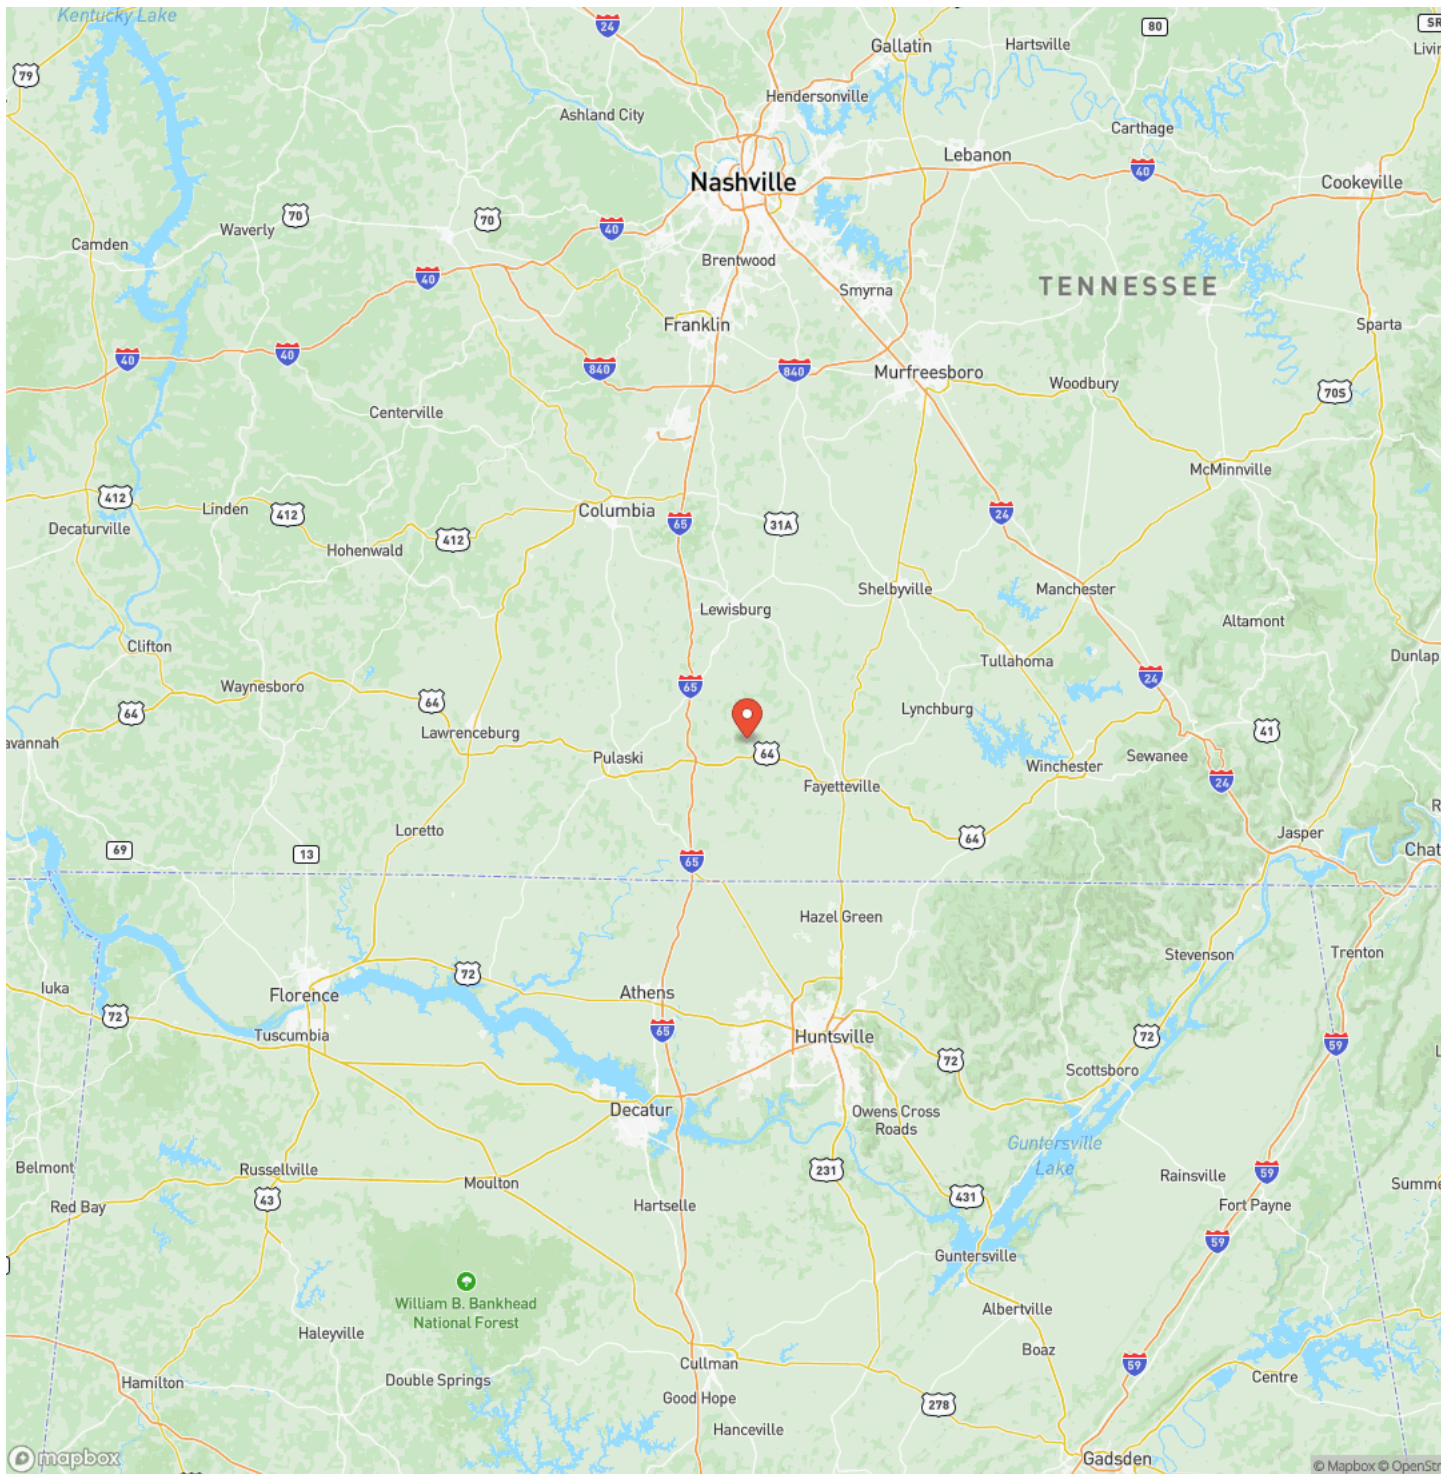 Kentucky Lake
24
80
SR
Gallatin
Hartsville
79
Hendersonville
Ashland City
Carthage
Lebanon
40
Nashville
Cookeville
70
70
Waverly
40
Camden
Brentwood
40
Smyrna
TENNESSEE
Franklin
Sparta
40
40
840
840
Murfreesboro
Woodbury
70S
Centerville
McMinnville
412
Linden
412
Columbia
65
31A
24
Decaturville
412
Hohenwald
Shelbyville
Manchester
Lewisburg
Altamont
Clifton
Tullahoma
Dunlap
Waynesboro
65
24
64
64
Lynchburg
Lawrenceburg
41
avannah
Pulaski
64
Sewanee
Winchester
24
Fayetteville
Loretto
64
Jasper
69
13
65
Chat
Hazel Green
Stevenson
Trenton
72
Iuka
Florence
Athens
72
Tuscumbia
65
Huntsville
72
59
72
Scottsboro
Decatur
Owens Cross
Roads
Guntersville
Lake
Belmont
Russellville
231
59
Rainsville
Moulton
Summe
Red Bay
43
Hartselle
431
Fort Payne
59
Guntersville
William B. Bankhead
National Forest
Albertville
Haleyville
Boaz
Cullman
59
Hamilton
Double Springs
Centre
Good Hope
278
Hanceville
mapbox
Gadsden
© Mapbox © OpenStr